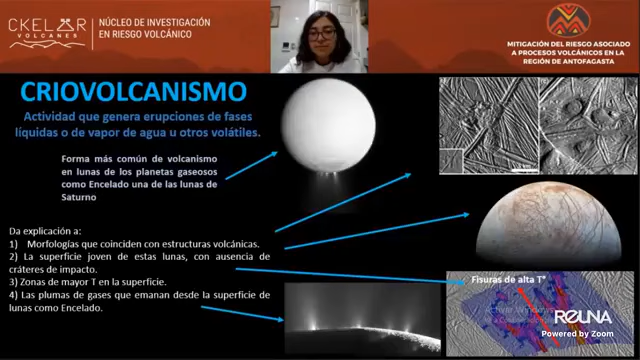 CKELAR
VOLCANES
NÚCLEO DE INVESTIGACIÓN
EN RIESGO VOLCÁNICO
MITIGACIÓN DEL RIESGO ASOCIADO
A PROCESOS VOLCÁNICOS EN LA
REGIÓN DE ANTOFAGASTA
CRIOVOLCANISMO
Actividad que genera erupciones de fases
líquidas o de vapor de agua u otros volátiles.
Forma más común de volcanismo
en lunas de los planetas gaseosos
como Encelado una de las lunas de
Saturno
Da explicación a:
1) Morfologías que coinciden con estructuras volcánicas.
2) La superficie joven de estas lunas, con ausencia de
cráteres de impacto.
3) Zonas de mayor T en la superficie.
4) Las plumas de gases que emanan desde la superficie de
lunas como Encelado.
Fisuras de alta T°
REUNA
Powered by Zoom